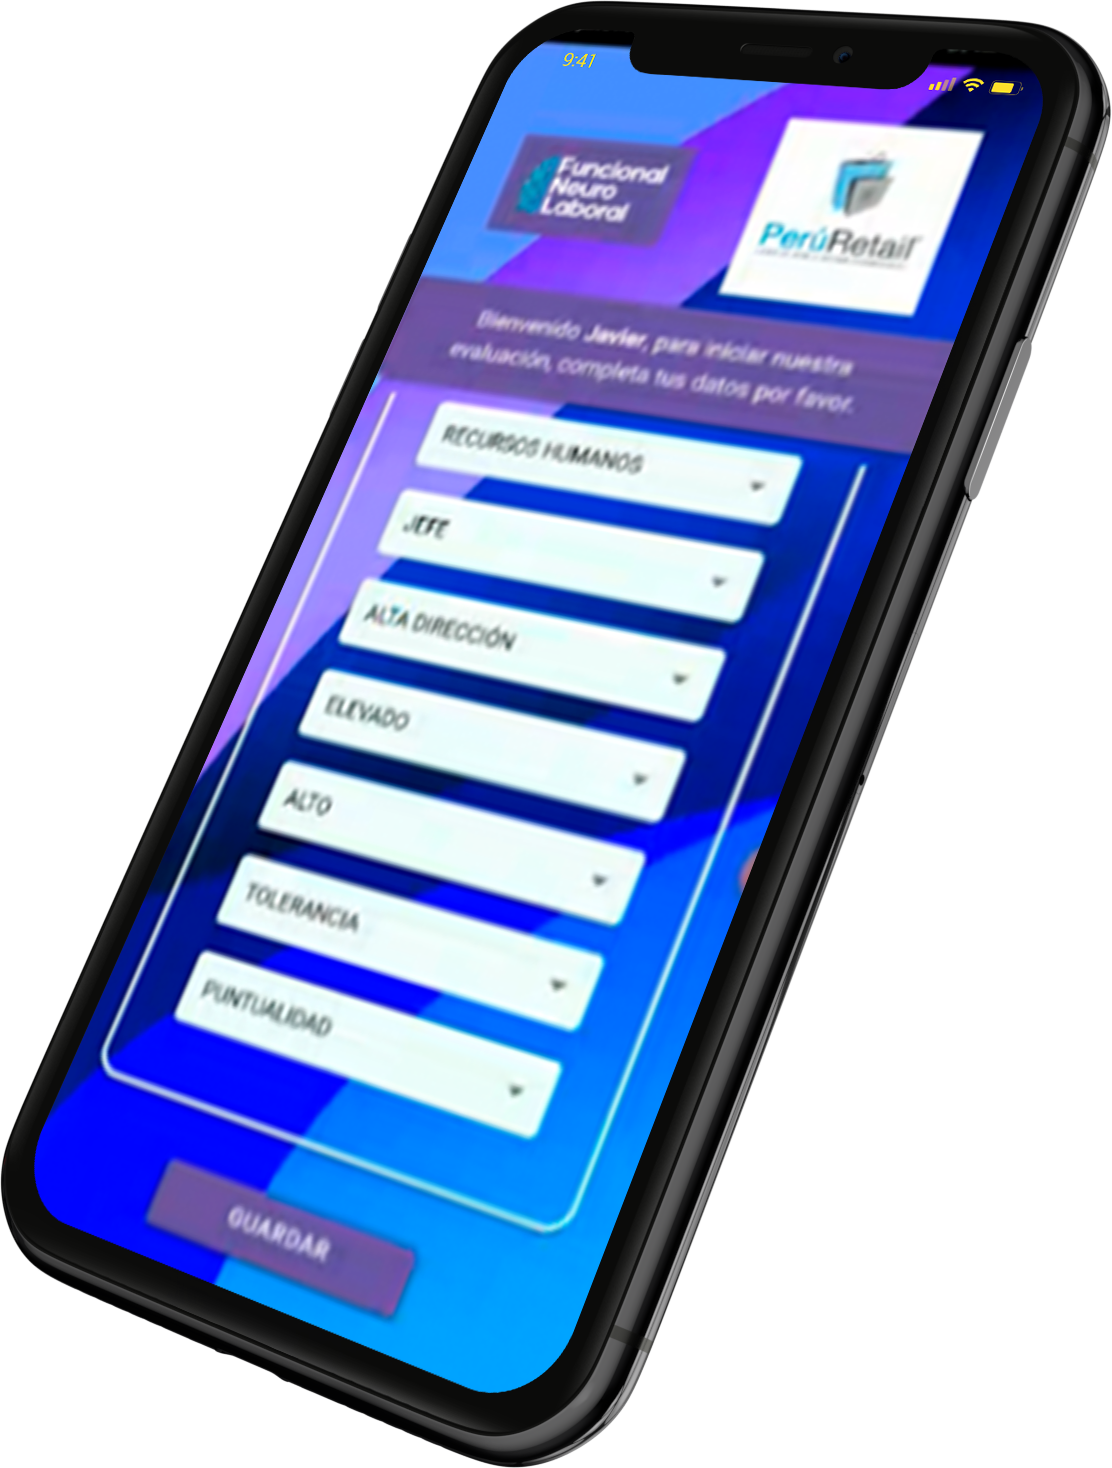 9:41
Funcional
Neuro
Laboral
PerúRetail
Bienvenido Javier, para iniciar nuestra
evaluación, completa tus datos por favor.
RECURSOS HUMANOS
JEFE
ALTA DIRECCIÓN
ELEVADO
ALTO
TOLERANCIA
PUNTUALIDAD
GUARDAR